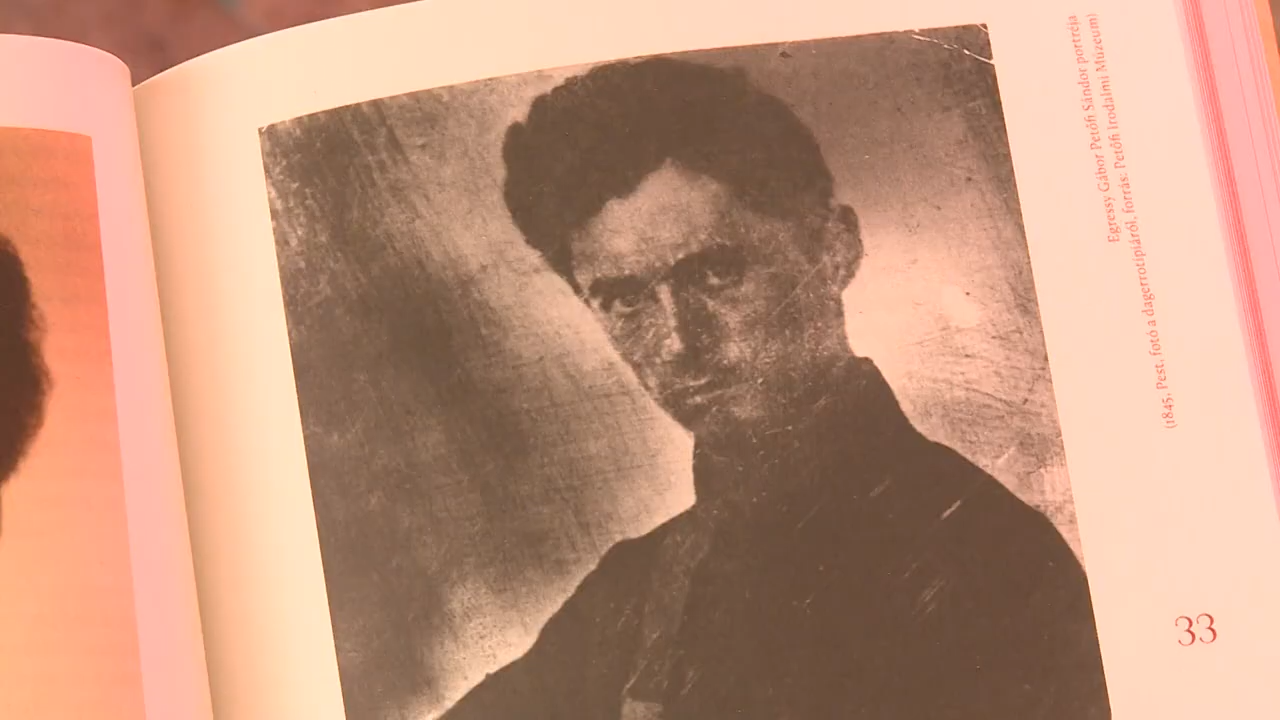 Egressy Gábor Petőfi Sándor portréja
(1845, Pest, fotó a dagerrotípiáról, forrás: Petőfi Irodalmi Múzeum)
33